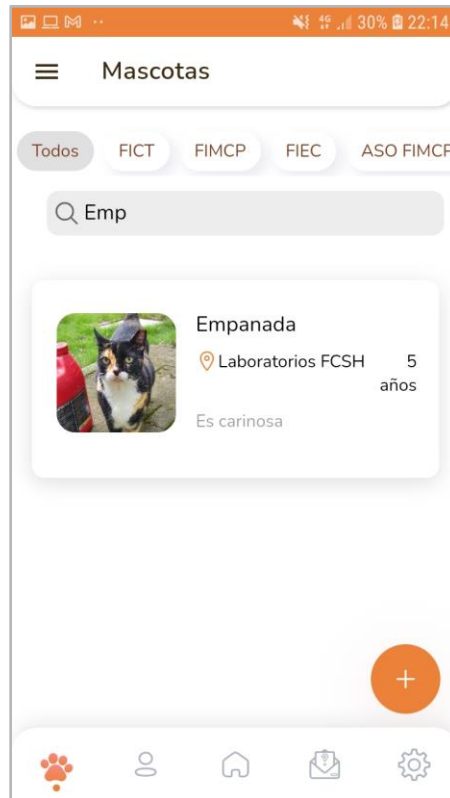 30% 22:14
Mascotas
Todos FICT FIMCP FIEC ASO FIMCP
Emp
Empanada
Laboratorios FCSH 5
años
Es carinosa